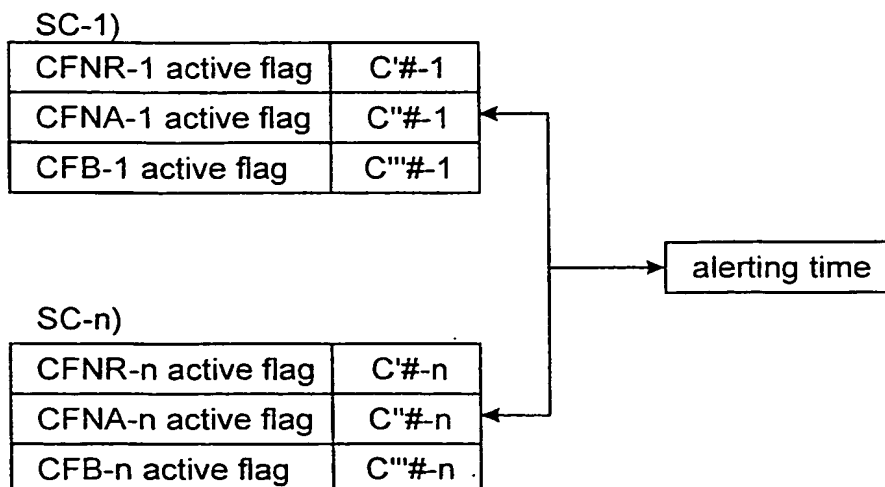 SC-1)
CFNR-1 active flag C'#-1
CFNA-1 active flag C"#-1
CFB-1 active flag C'"#-1
alerting time
SC-n)
CFNR-n active flag C'#-n
CFNA-n active flag C"#-n
CFB-n active flag C'"#-n